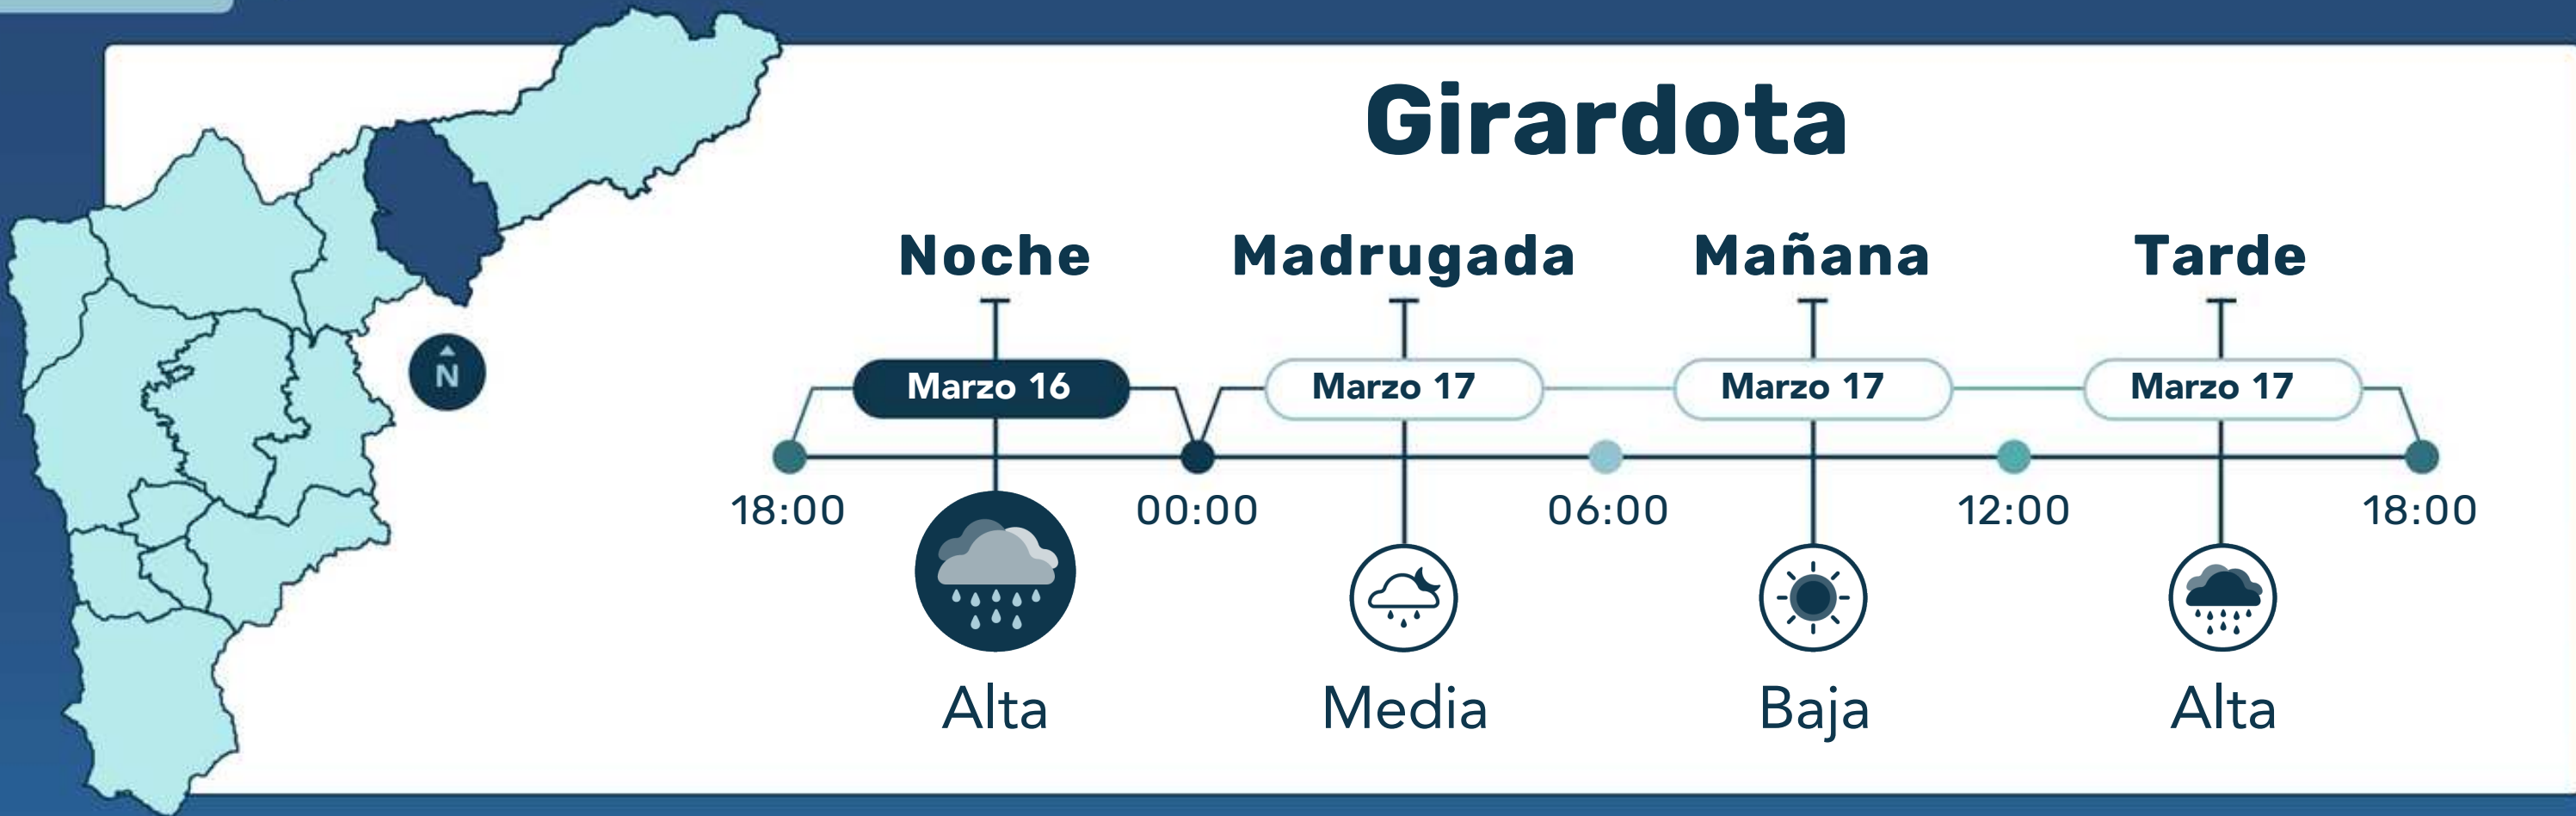 Girardota
Noche Madrugada Mañana Tarde
N
Marzo 16 Marzo 17 Marzo 17 Marzo 17
18:00 00:00 06:00 12:00 18:00
Alta Media Baja Alta